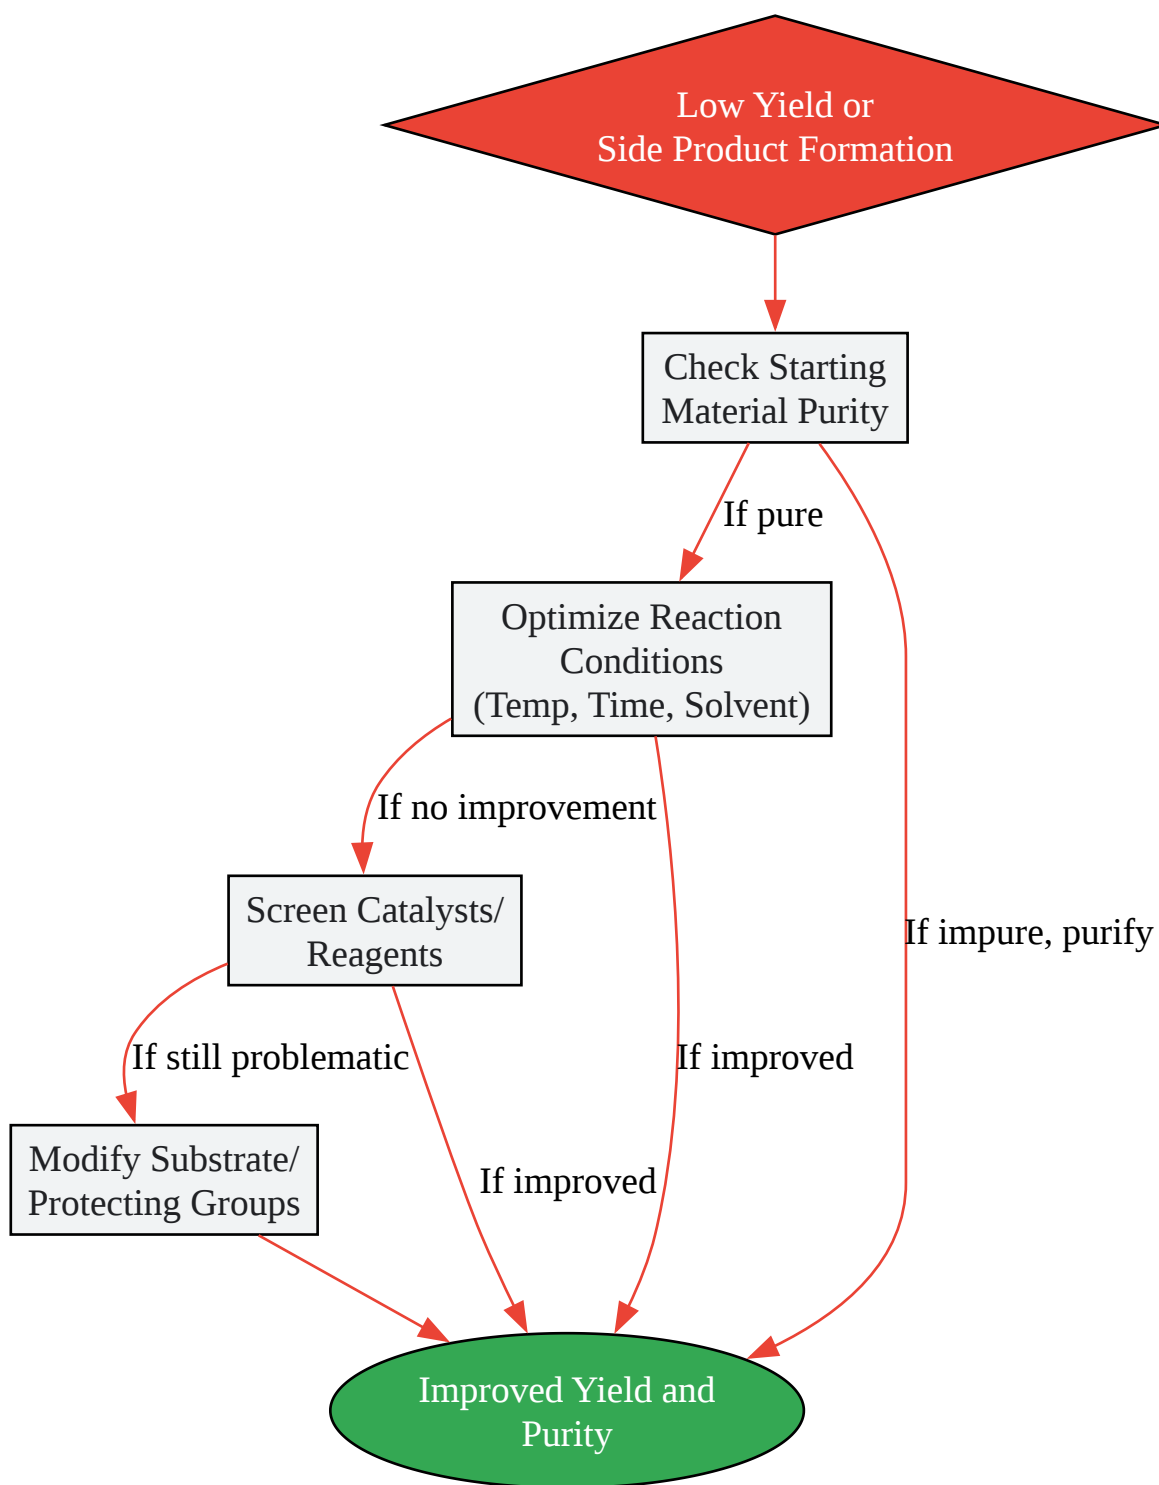 Low Yield or
Side Product Formation
Check Starting
Material Purity
If pure
Optimize Reaction
Conditions
(Temp, Time, Solvent)
If no improvement
Screen Catalysts/
Reagents
If impure, purify
If still problematic
If improved
Modify Substrate/
Protecting Groups
If improved
Improved Yield and
Purity